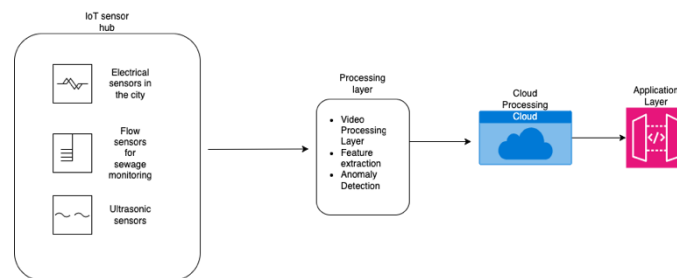 IoT sensor
hub
Electrical
sensors in
the city
Flow
sensors
for
sewage
monitoring
Ultrasonic
sensors
Processing
layer
• Video
Processing
Layer
• Feature
extraction
• Anomaly
Detection
Cloud
Processing
Cloud
Application
Layer
</>